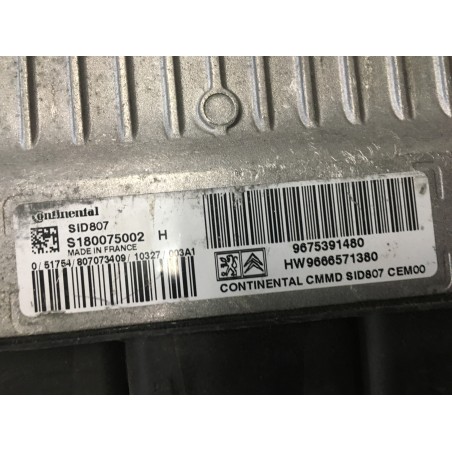 Continental
SID807
S180075002 H
MADE IN FRANCE
0/51754/807073409/10327/003A1
9675391480
HW9666571380
CONTINENTAL CMMD SID807 CEM00